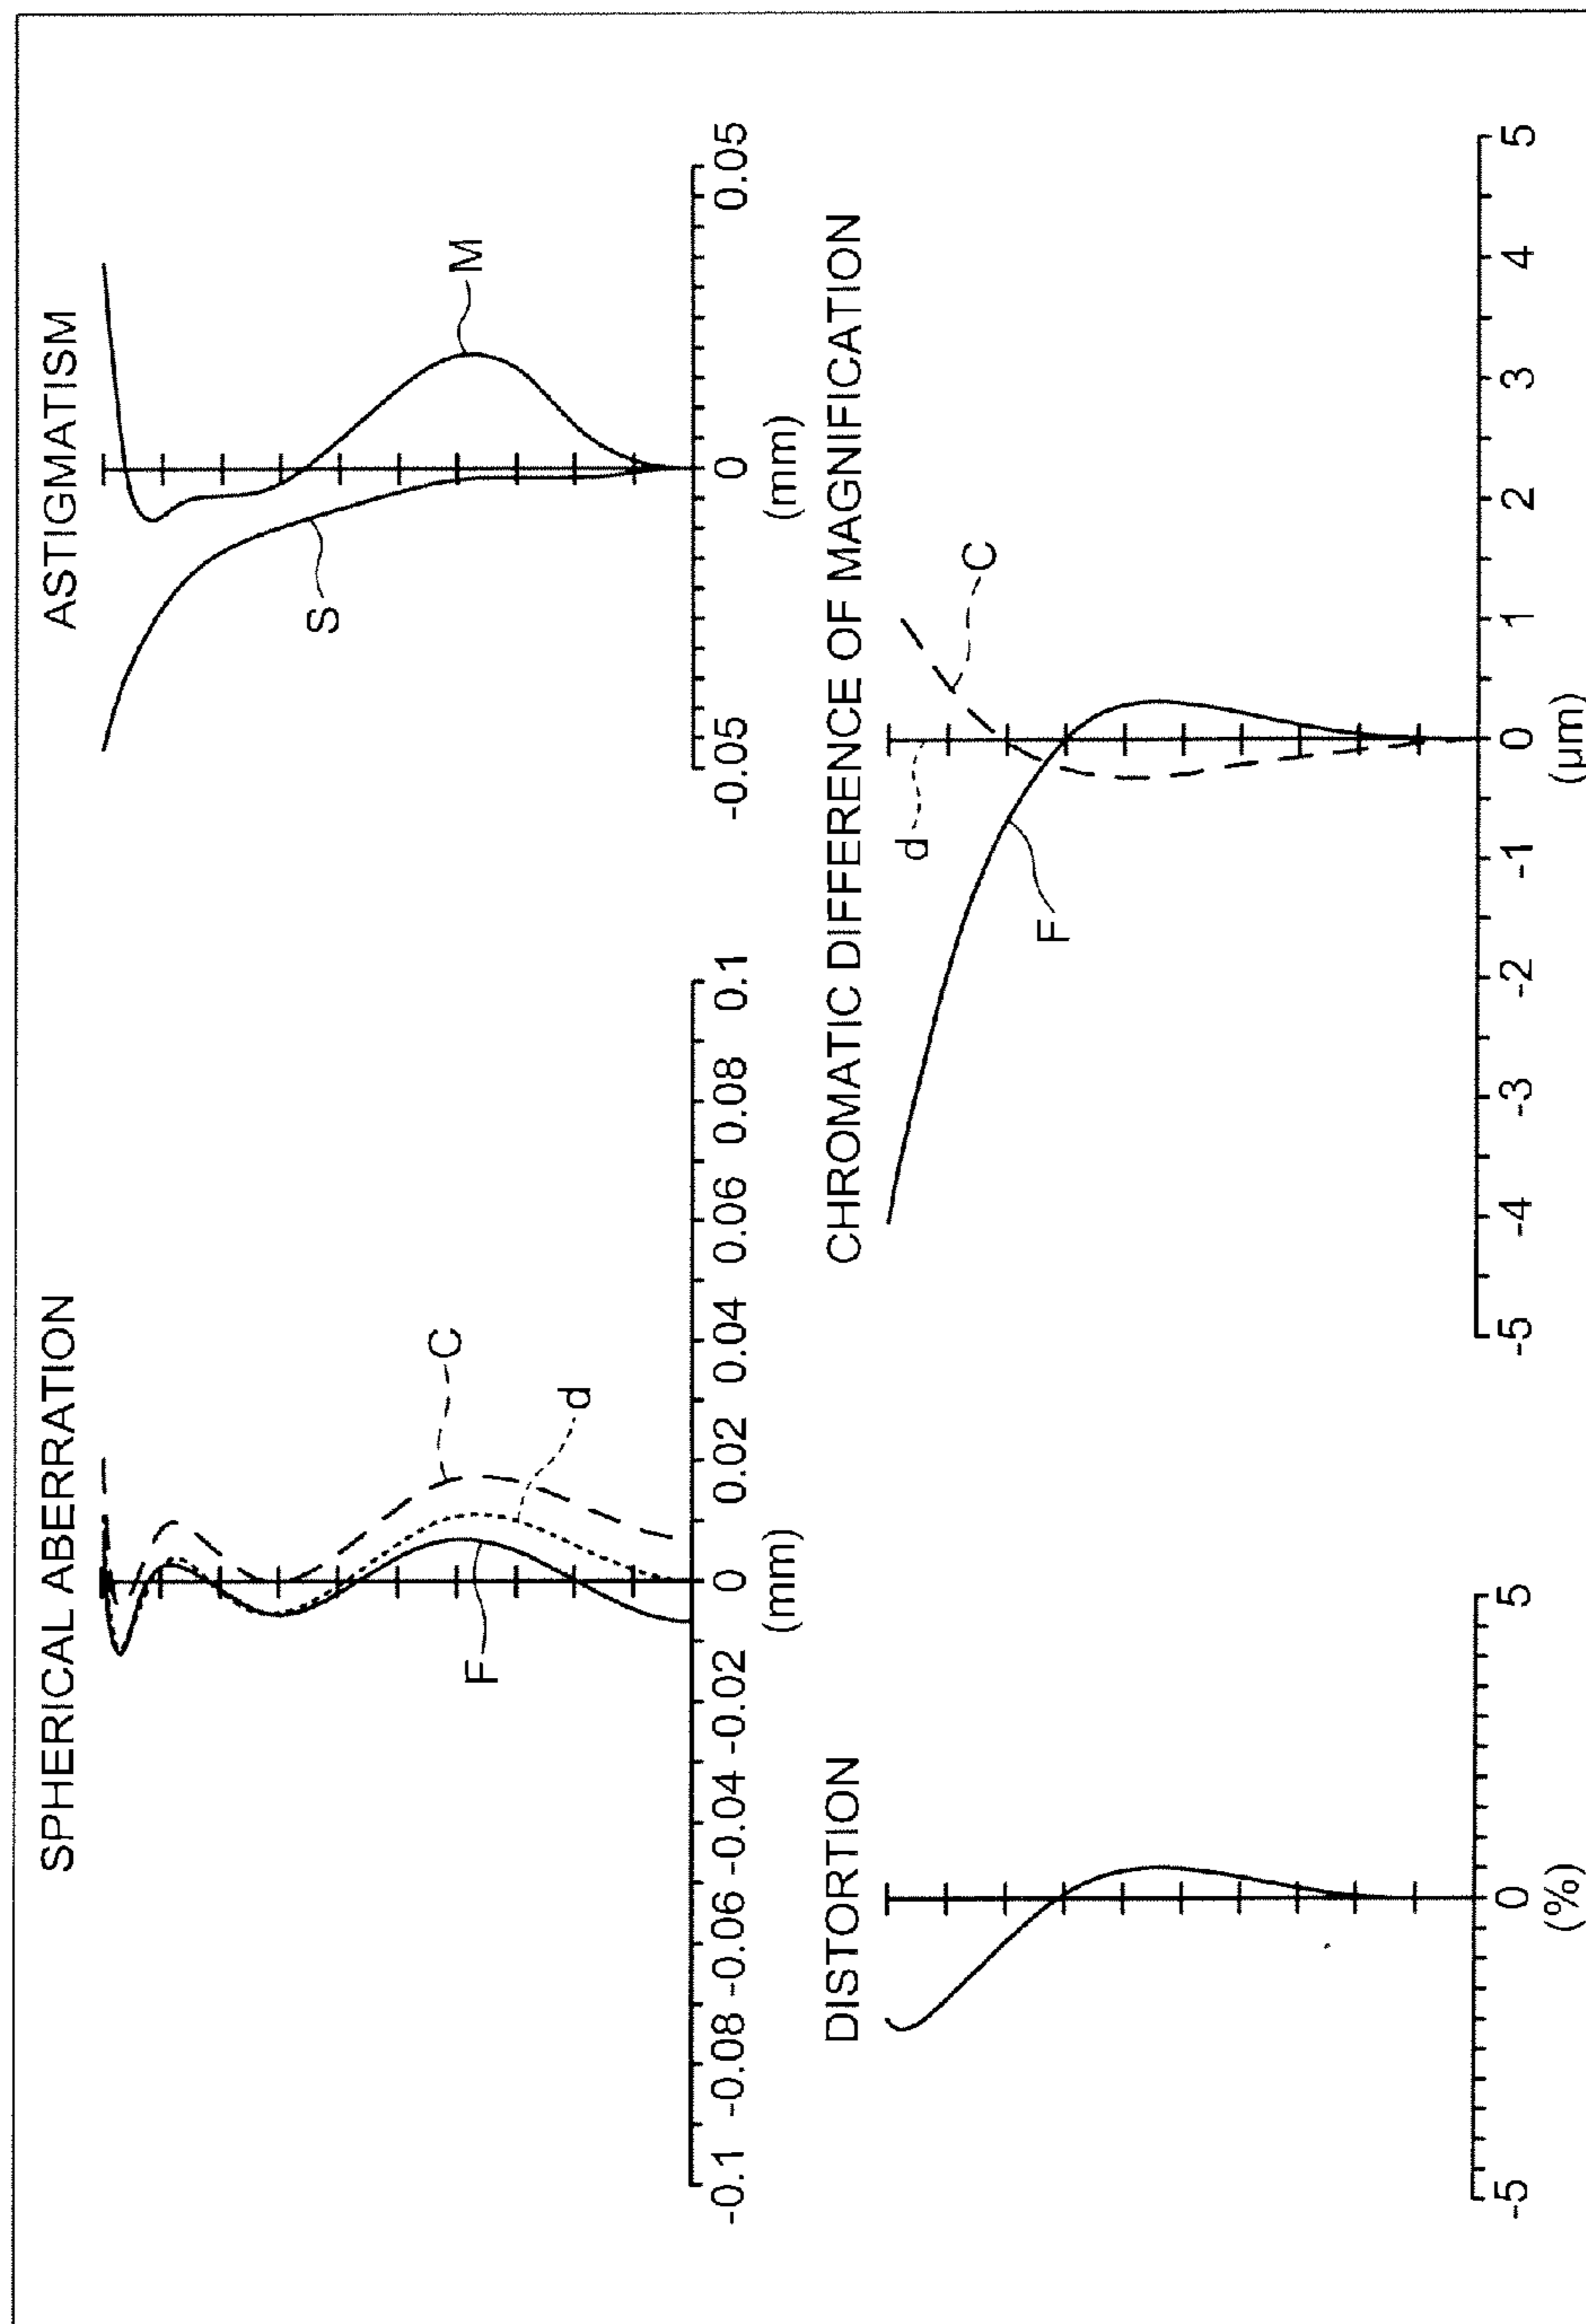 SPHERICAL ABERRATION
C
d
F
-0.1 -0.08 -0.06 -0.04 -0.02 0 0.02 0.04 0.06 0.08 0.1
(mm)
ASTIGMATISM
M
S
-0.05 0 0.05
(mm)
DISTORTION
-5 0 5
(%)
CHROMATIC DIFFERENCE OF MAGNIFICATION
C
d
F
-5 -4 -3 -2 -1 0 1 2 3 4 5
(µm)